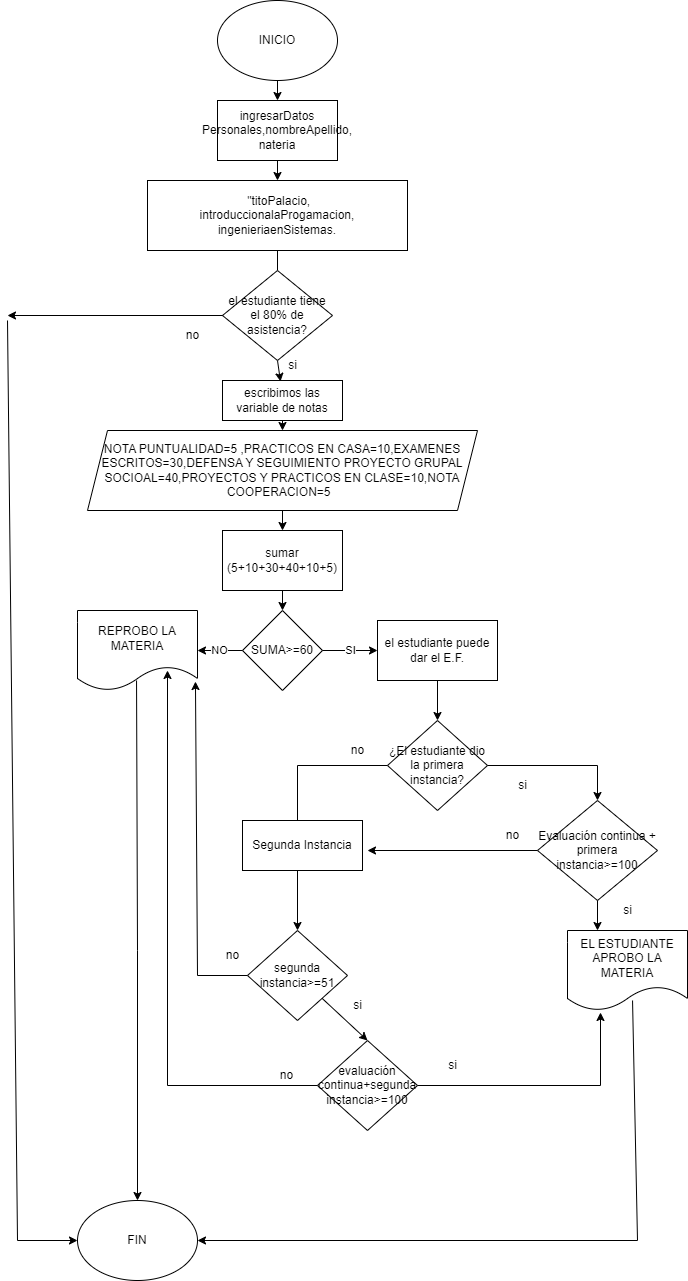 INICIO
ingresarDatos
Personales,nombreApellido,
nateria
"titoPalacio,
introduccionalaProgamacion,
ingenieriaenSistemas.
el estudiante tiene
el 80% de
asistencia?
no
si
escribimos las
variable de notas
NOTA PUNTUALIDAD=5 ,PRACTICOS EN CASA=10,EXAMENES
ESCRITOS=30,DEFENSA Y SEGUIMIENTO PROYECTO GRUPAL
SOCIOAL=40,PROYECTOS Y PRACTICOS EN CLASE=10,NOTA
COOPERACION=5
sumar
(5+10+30+40+10+5)
REPROBO LA
MATERIA
NO
SUMA>=60
SI
el estudiante puede
dar el E.F.
no
¿El estudiante dio
la primera
instancia?
si
Segunda Instancia
no
Evaluación continua +
primera
instancia>=100
si
EL ESTUDIANTE
APROBO LA
MATERIA
no
segunda
instancia>=51
si
no
evaluación
continua+segunda
instancia>=100
si
FIN